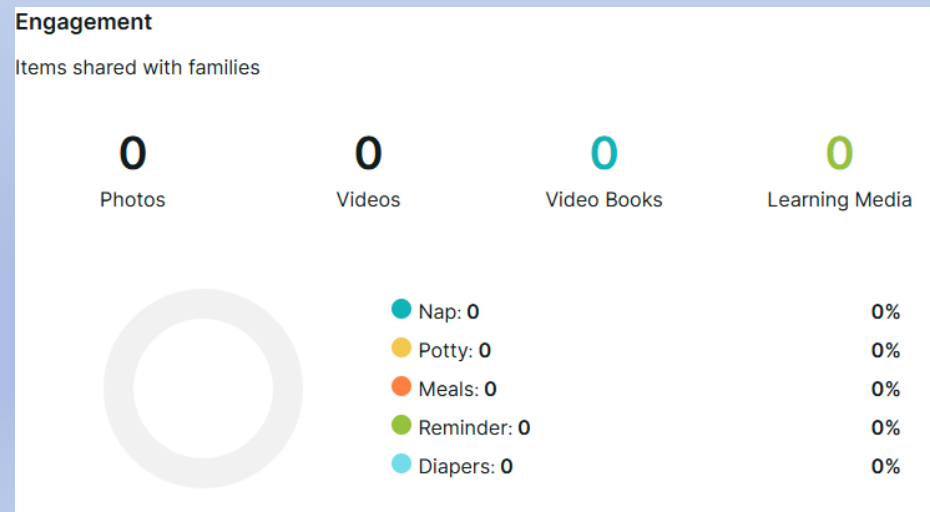 Engagement
Items shared with families
0 0 0 0
Photos Videos Video Books Learning Media
Nap: 0 0%
Potty: 0 0%
Meals: 0 0%
Reminder: 0 0%
Diapers: 0 0%